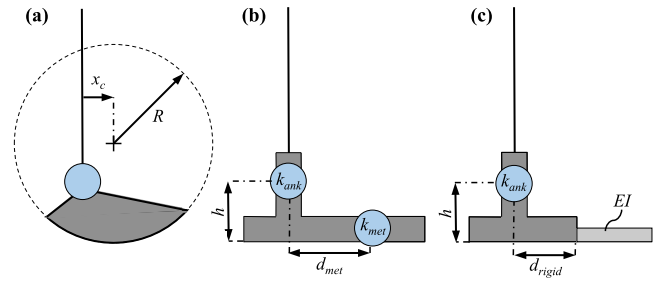 (a)
x_c
R
(b)
k_ank
h
k_met
d_met
(c)
k_ank
h
EI
d_rigid